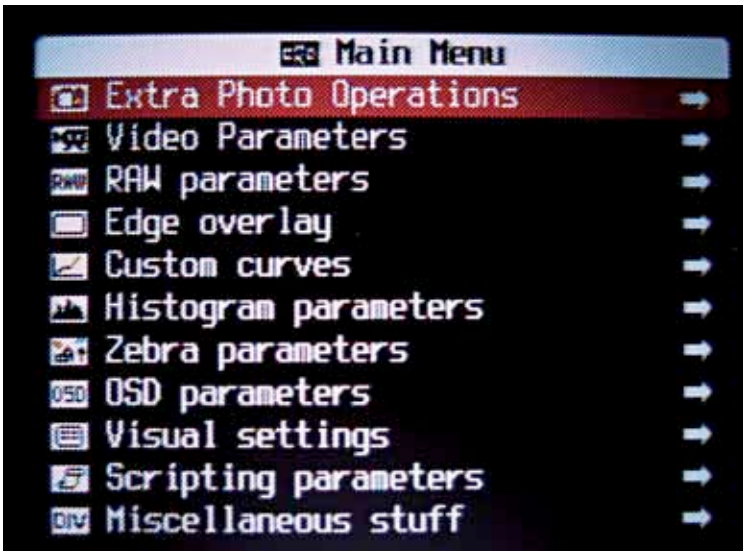 Main Menu
Extra Photo Operations
Video Parameters
RAW parameters
Edge overlay
Custom curves
Histogram parameters
Zebra parameters
OSD parameters
Visual settings
Scripting parameters
Miscellaneous stuff